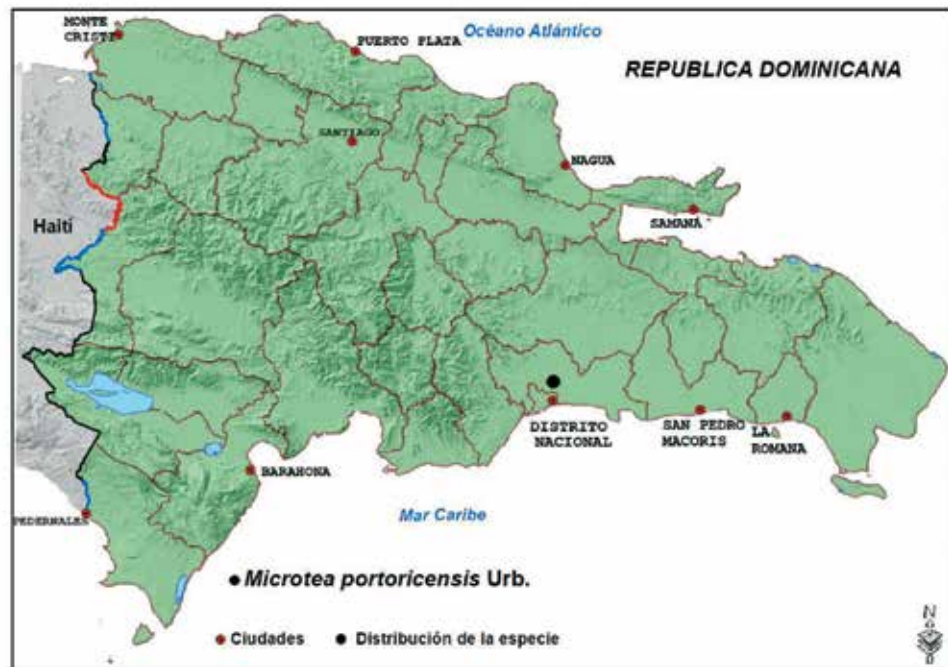 MONTE
CRISTI
PUERTO PLATA
Océano Atlántico
REPUBLICA DOMINICANA
SANTIAGO
NAGUA
Haití
SAMANÁ
DISTRITO
NACIONAL
SAN PEDRO
MACORIS
LA
ROMANA
BARAHONA
PEDERNALES
Mar Caribe
Microtea portoricensis Urb.
Ciudades
Distribución de la especie
N